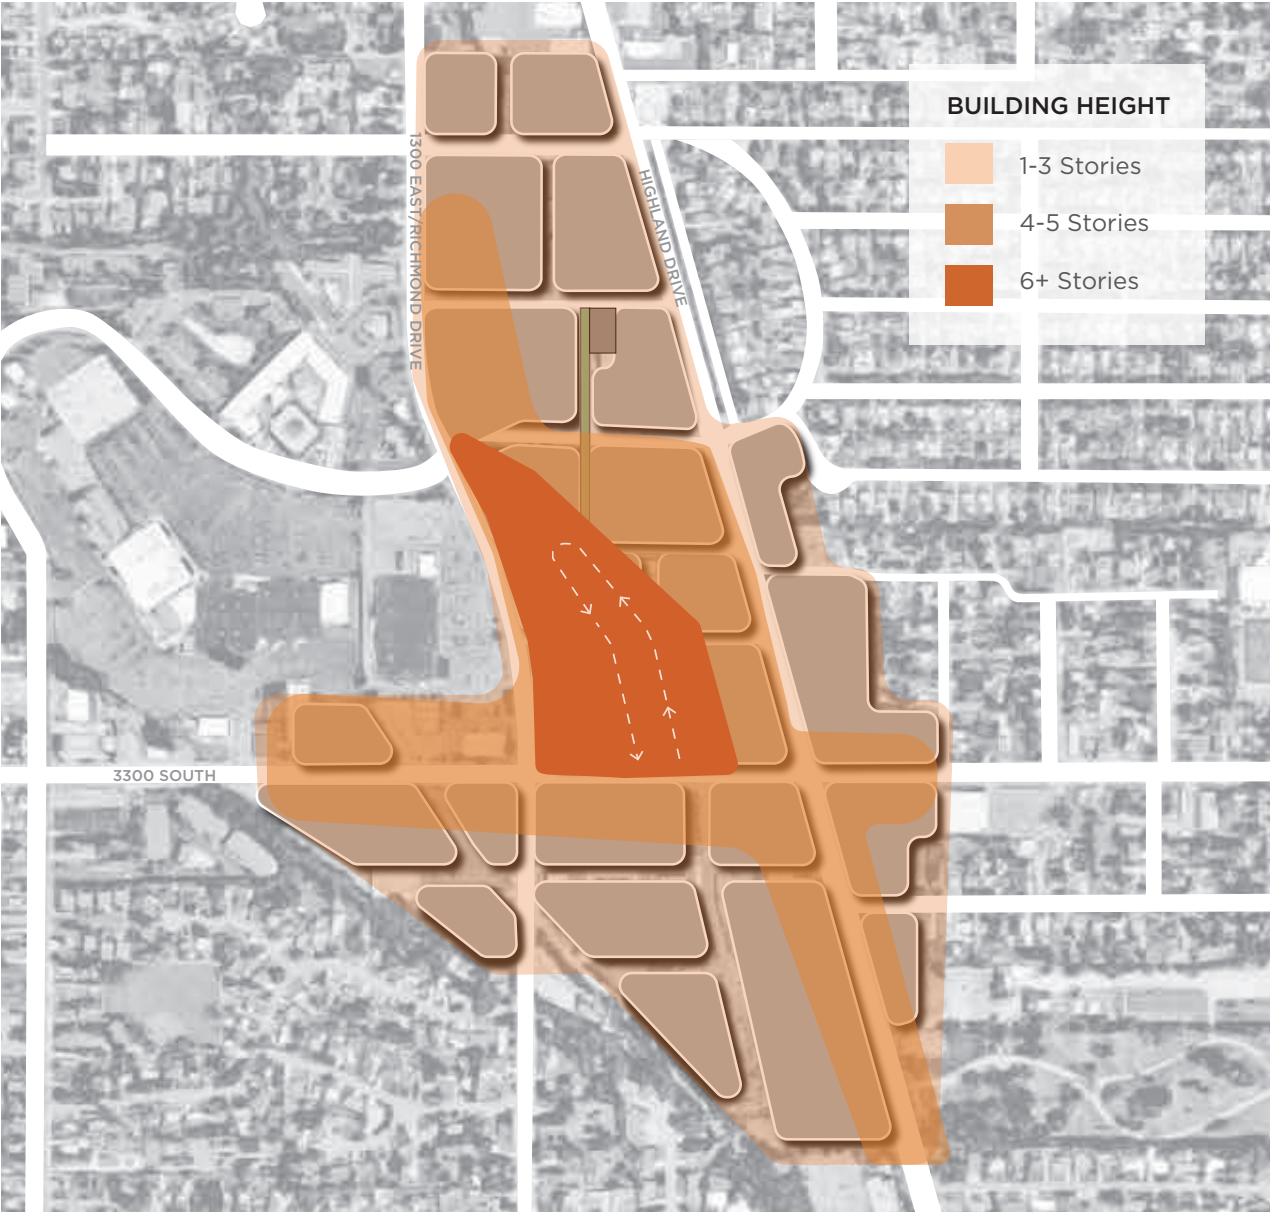 BUILDING HEIGHT
1-3 Stories
4-5 Stories
6+ Stories
1300 EAST/RICHMOND DRIVE
HIGHLAND DRIVE
3300 SOUTH